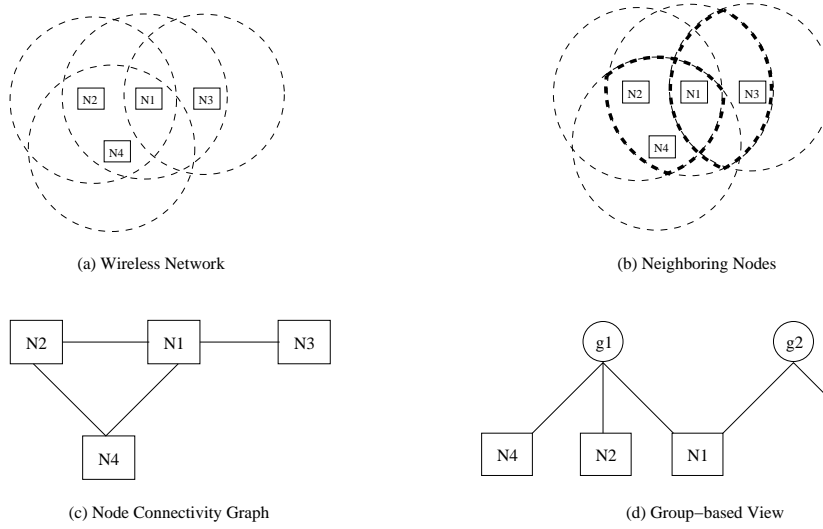 N2 N1 N3
N4
(a) Wireless Network
N2 N1 N3
N4
(b) Neighboring Nodes
N2 N1 N3
N4
(c) Node Connectivity Graph
g1 g2
N4 N2 N1
(d) Group−based View